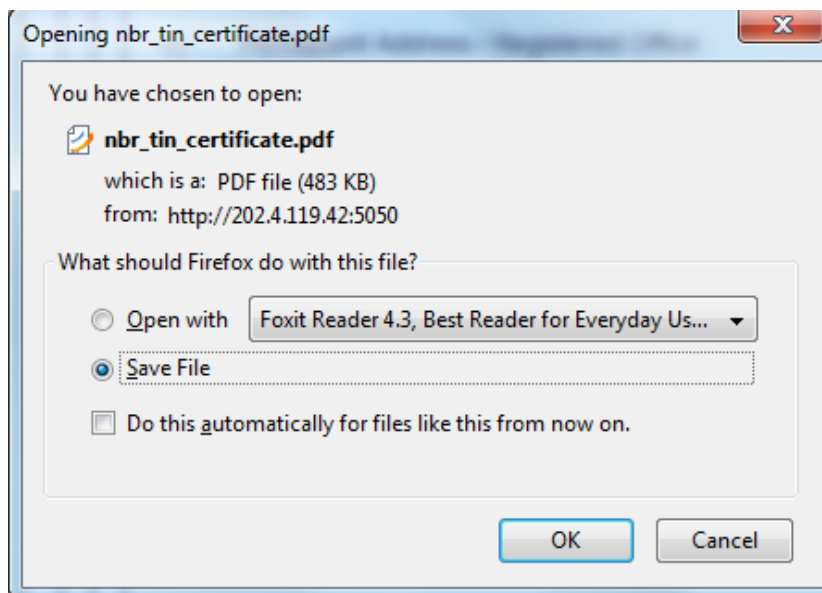 Opening nbr_tin_certificate.pdf
You have chosen to open:
nbr_tin_certificate.pdf
which is a: PDF file (483 KB)
from: http://202.4.119.42:5050
What should Firefox do with this file?
Open with Foxit Reader 4.3, Best Reader for Everyday Us...
Save File
Do this automatically for files like this from now on.
OK Cancel